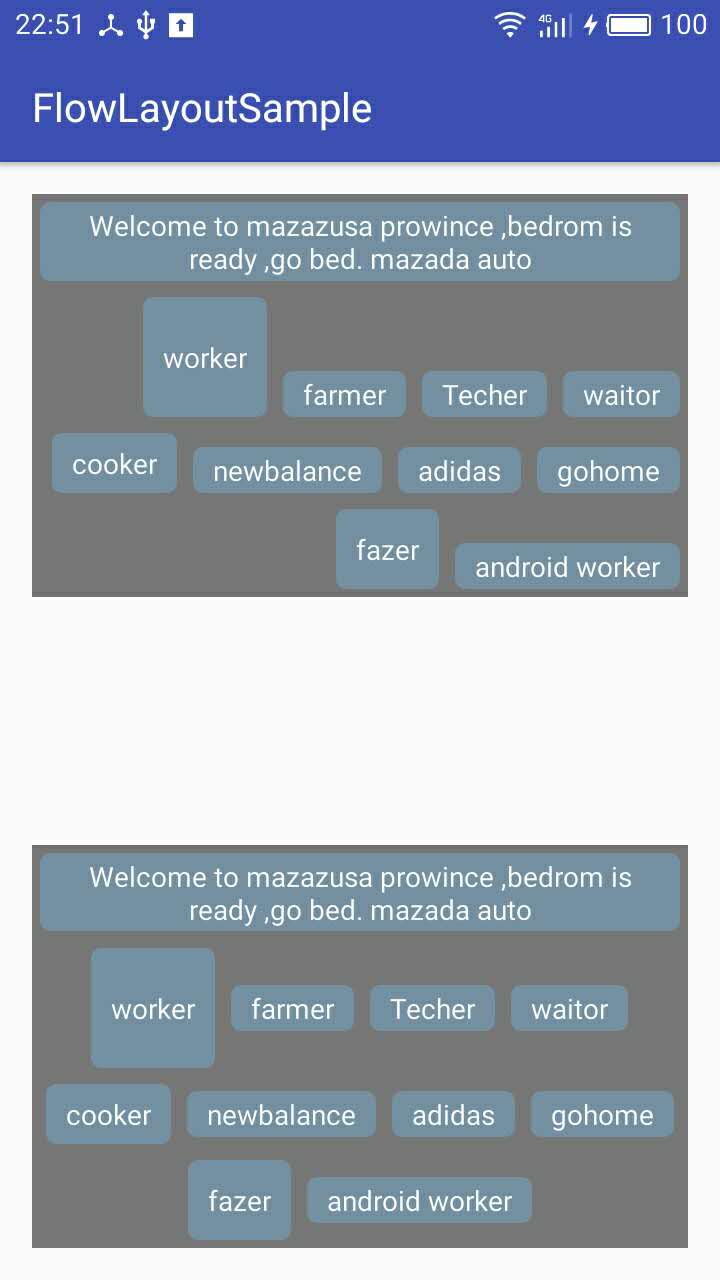 22:51 4G 100
FlowLayoutSample
Welcome to mazazusa prowince ,bedrom is
ready ,go bed. mazada auto
worker farmer Techer waitor
cooker newbalance adidas gohome
fazer android worker
Welcome to mazazusa prowince ,bedrom is
ready ,go bed. mazada auto
worker farmer Techer waitor
cooker newbalance adidas gohome
fazer android worker